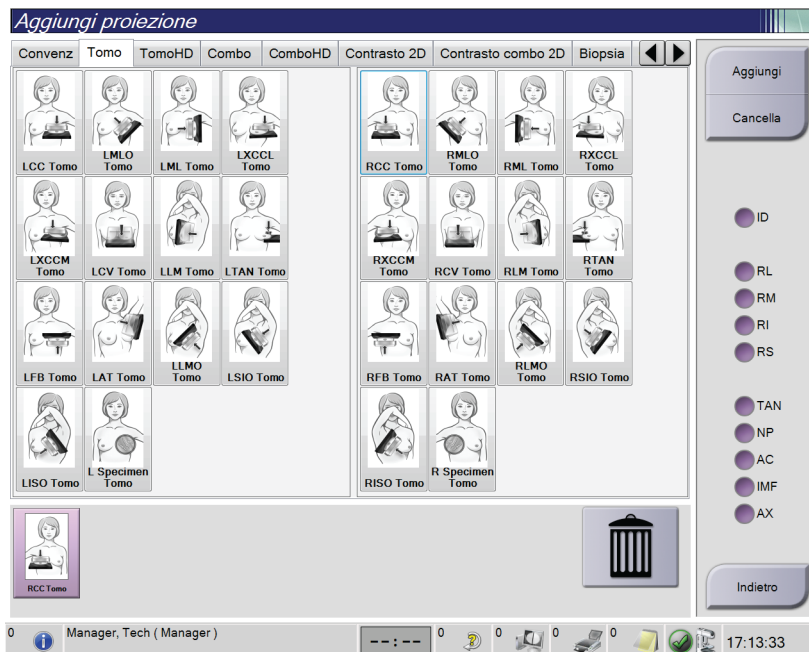 Aggiungi proiezione
Convenz Tomo TomoHD Combo ComboHD Contrasto 2D Contrasto combo 2D Biopsia
LCC Tomo
LMLO
Tomo
LML Tomo
LXCCL
Tomo
RCC Tomo
RMLO
Tomo
RML Tomo
RXCCL
Tomo
LXCCM
Tomo
LCV Tomo
LLM Tomo
LTAN Tomo
RXCCM
Tomo
RCV Tomo
RLM Tomo
RTAN
Tomo
LFB Tomo
LAT Tomo
LLMO
Tomo
LSIO Tomo
RFB Tomo
RAT Tomo
RLMO
Tomo
RSIO Tomo
LISO Tomo
L Specimen
Tomo
RISO Tomo
R Specimen
Tomo
RCC Tomo
Aggiungi
Cancella
ID
RL
RM
RI
RS
TAN
NP
AC
IMF
AX
Indietro
0 Manager, Tech ( Manager ) --:-- 0 0 0 0 17:13:33